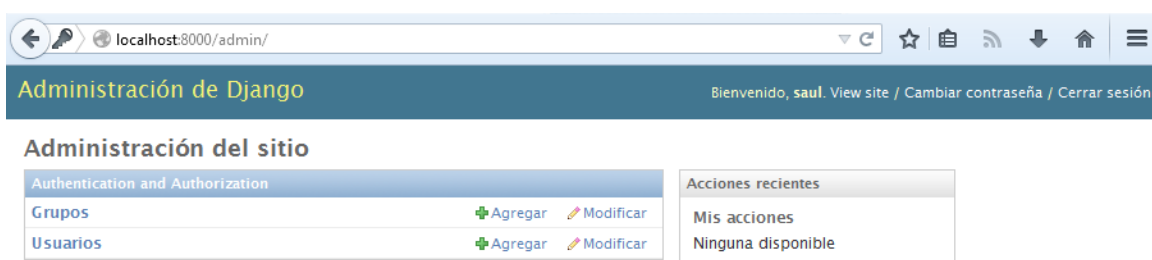 localhost:8000/admin/
Administración de Django
Bienvenido, saul. View site / Cambiar contraseña / Cerrar sesión
Administración del sitio
Authentication and Authorization
Grupos Agregar Modificar
Usuarios Agregar Modificar
Acciones recientes
Mis acciones
Ninguna disponible